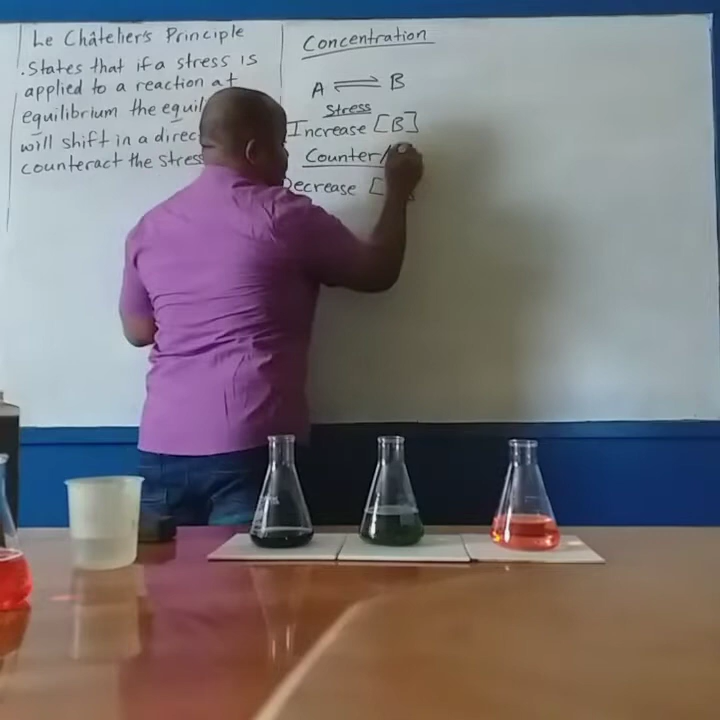 Le Châtelier's Principle
. States that if a stress is
applied to a reaction at
equilibrium the equil
will shift in a direc
counteract the stress
Concentration
A ⇌ B
Stress
Increase [B]
Counter/
Decrease [